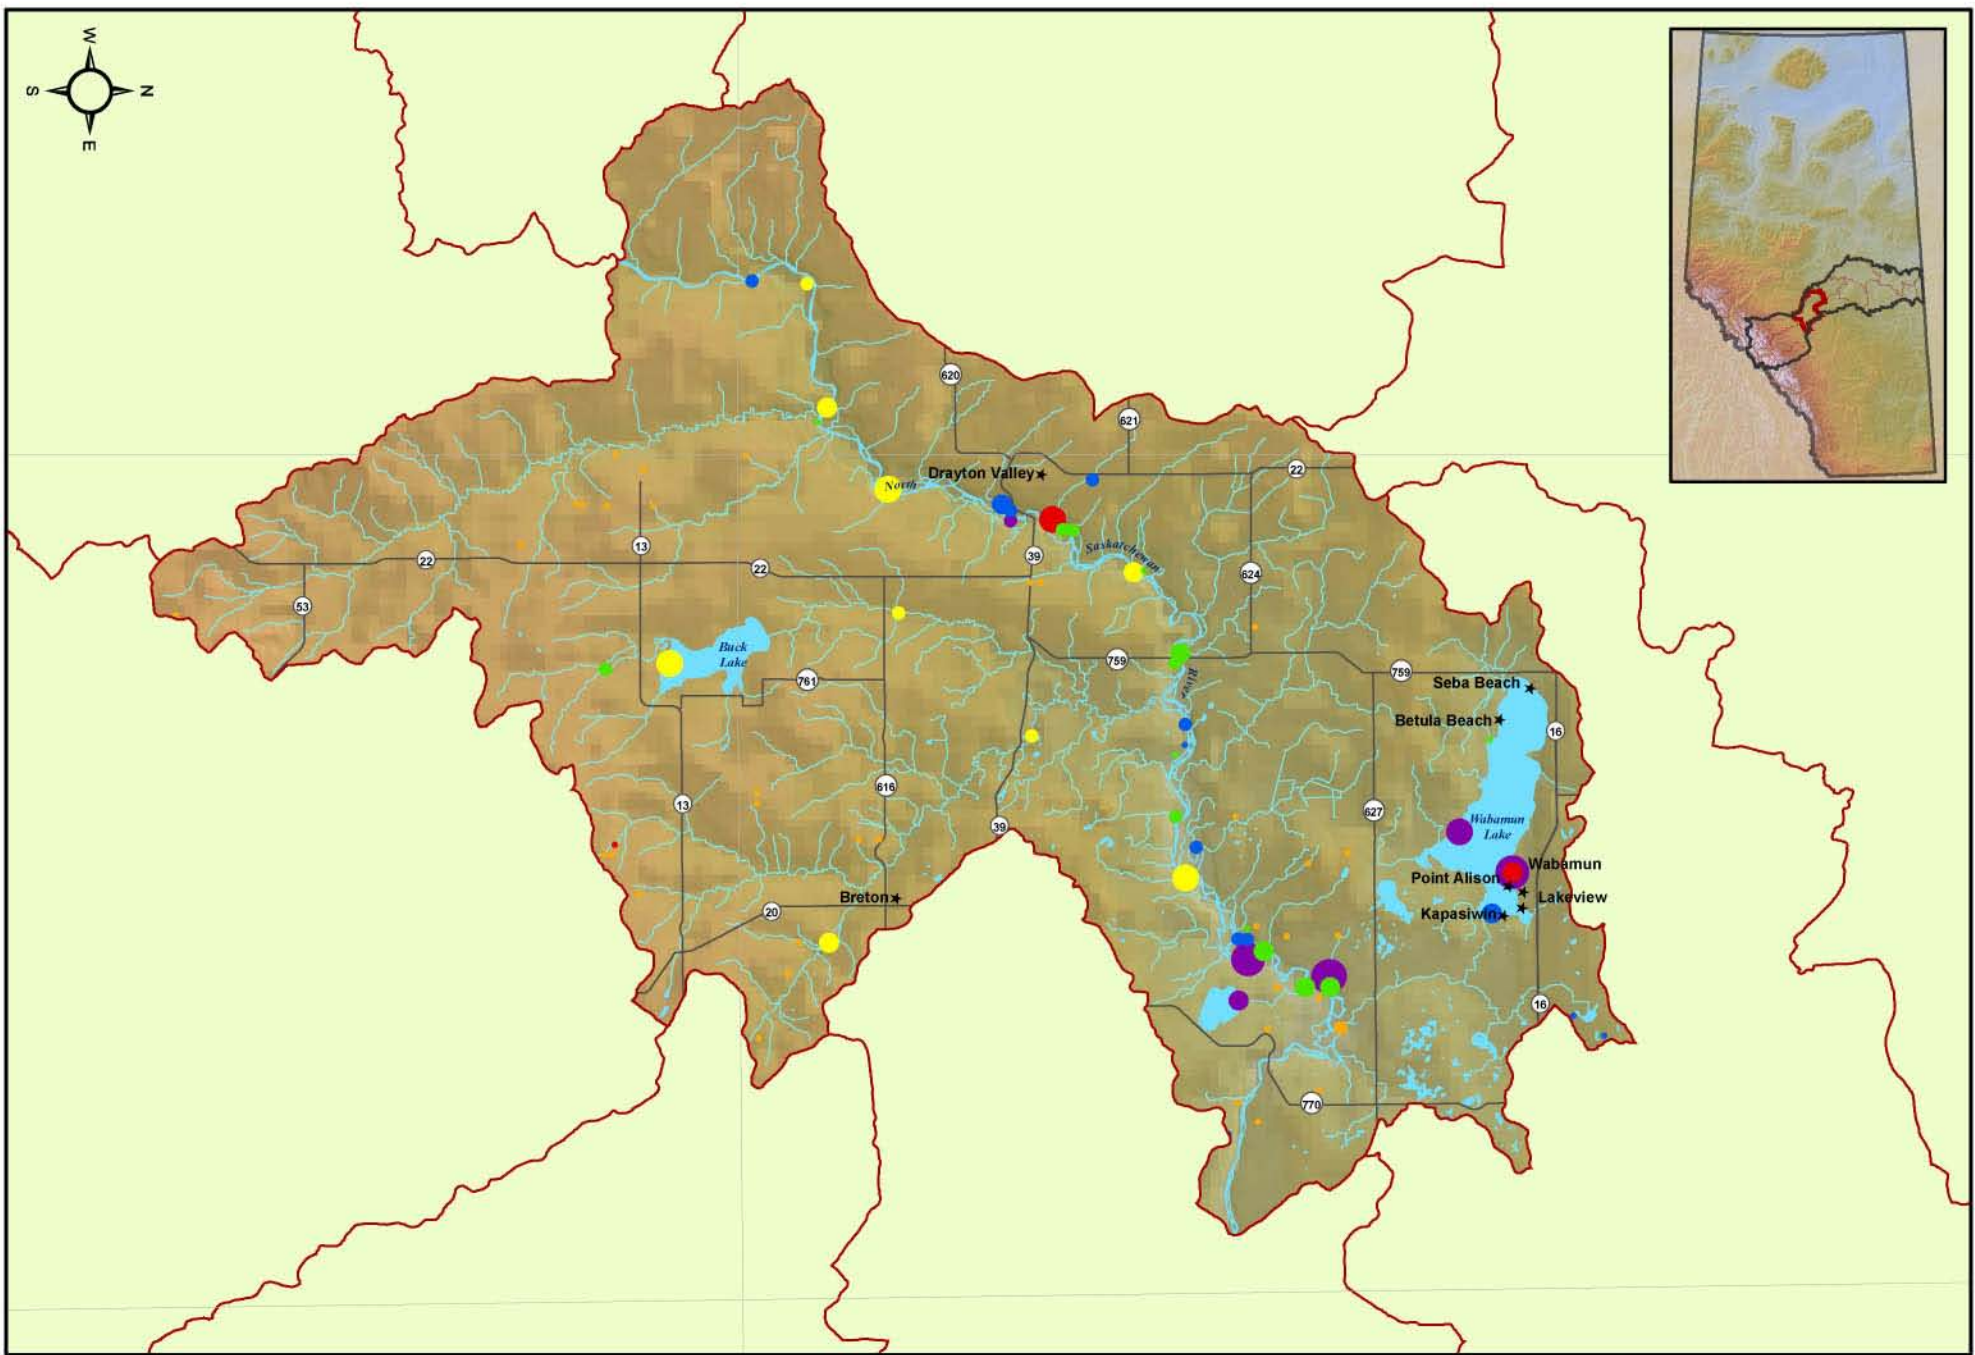 W
S
N
E
620
621
22
Drayton Valley
North
13
22
22
39
Saskatchewan
624
53
Buck
Lake
759
759
761
River
Seba Beach
Betula Beach
16
616
13
627
39
Wabamun
Lake
Wabamun
Point Alison
Lakeview
Breton
20
Kapasiwin
16
770